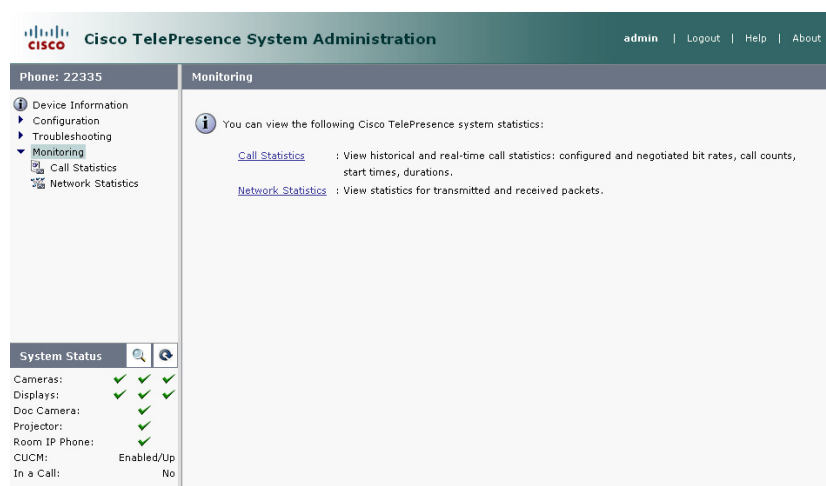 CISCO
Cisco TelePresence System Administration
admin | Logout | Help | About
Phone: 22335
Device Information
Configuration
Troubleshooting
Monitoring
Call Statistics
Network Statistics
Monitoring
You can view the following Cisco TelePresence system statistics:
Call Statistics : View historical and real-time call statistics: configured and negotiated bit rates, call counts,
start times, durations.
Network Statistics : View statistics for transmitted and received packets.
System Status
Cameras:
Displays:
Doc Camera:
Projector:
Room IP Phone:
CUCM: Enabled/Up
In a Call: No